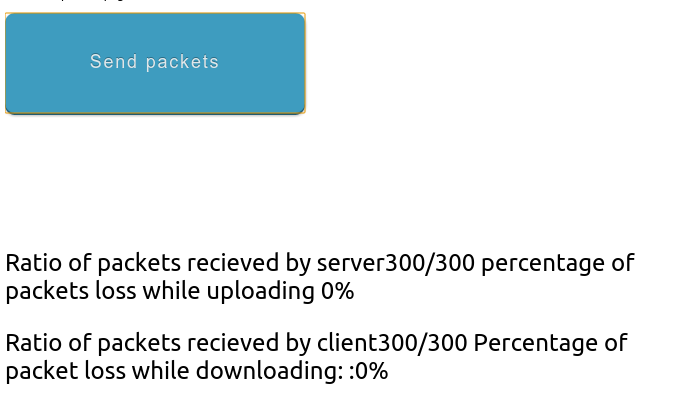 Send packets
Ratio of packets recieved by server300/300 percentage of
packets loss while uploading 0%
Ratio of packets recieved by client300/300 Percentage of
packet loss while downloading: :0%